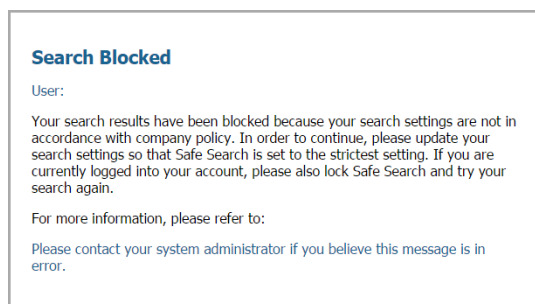 Search Blocked
User:
Your search results have been blocked because your search settings are not in
accordance with company policy. In order to continue, please update your
search settings so that Safe Search is set to the strictest setting. If you are
currently logged into your account, please also lock Safe Search and try your
search again.
For more information, please refer to:
Please contact your system administrator if you believe this message is in
error.